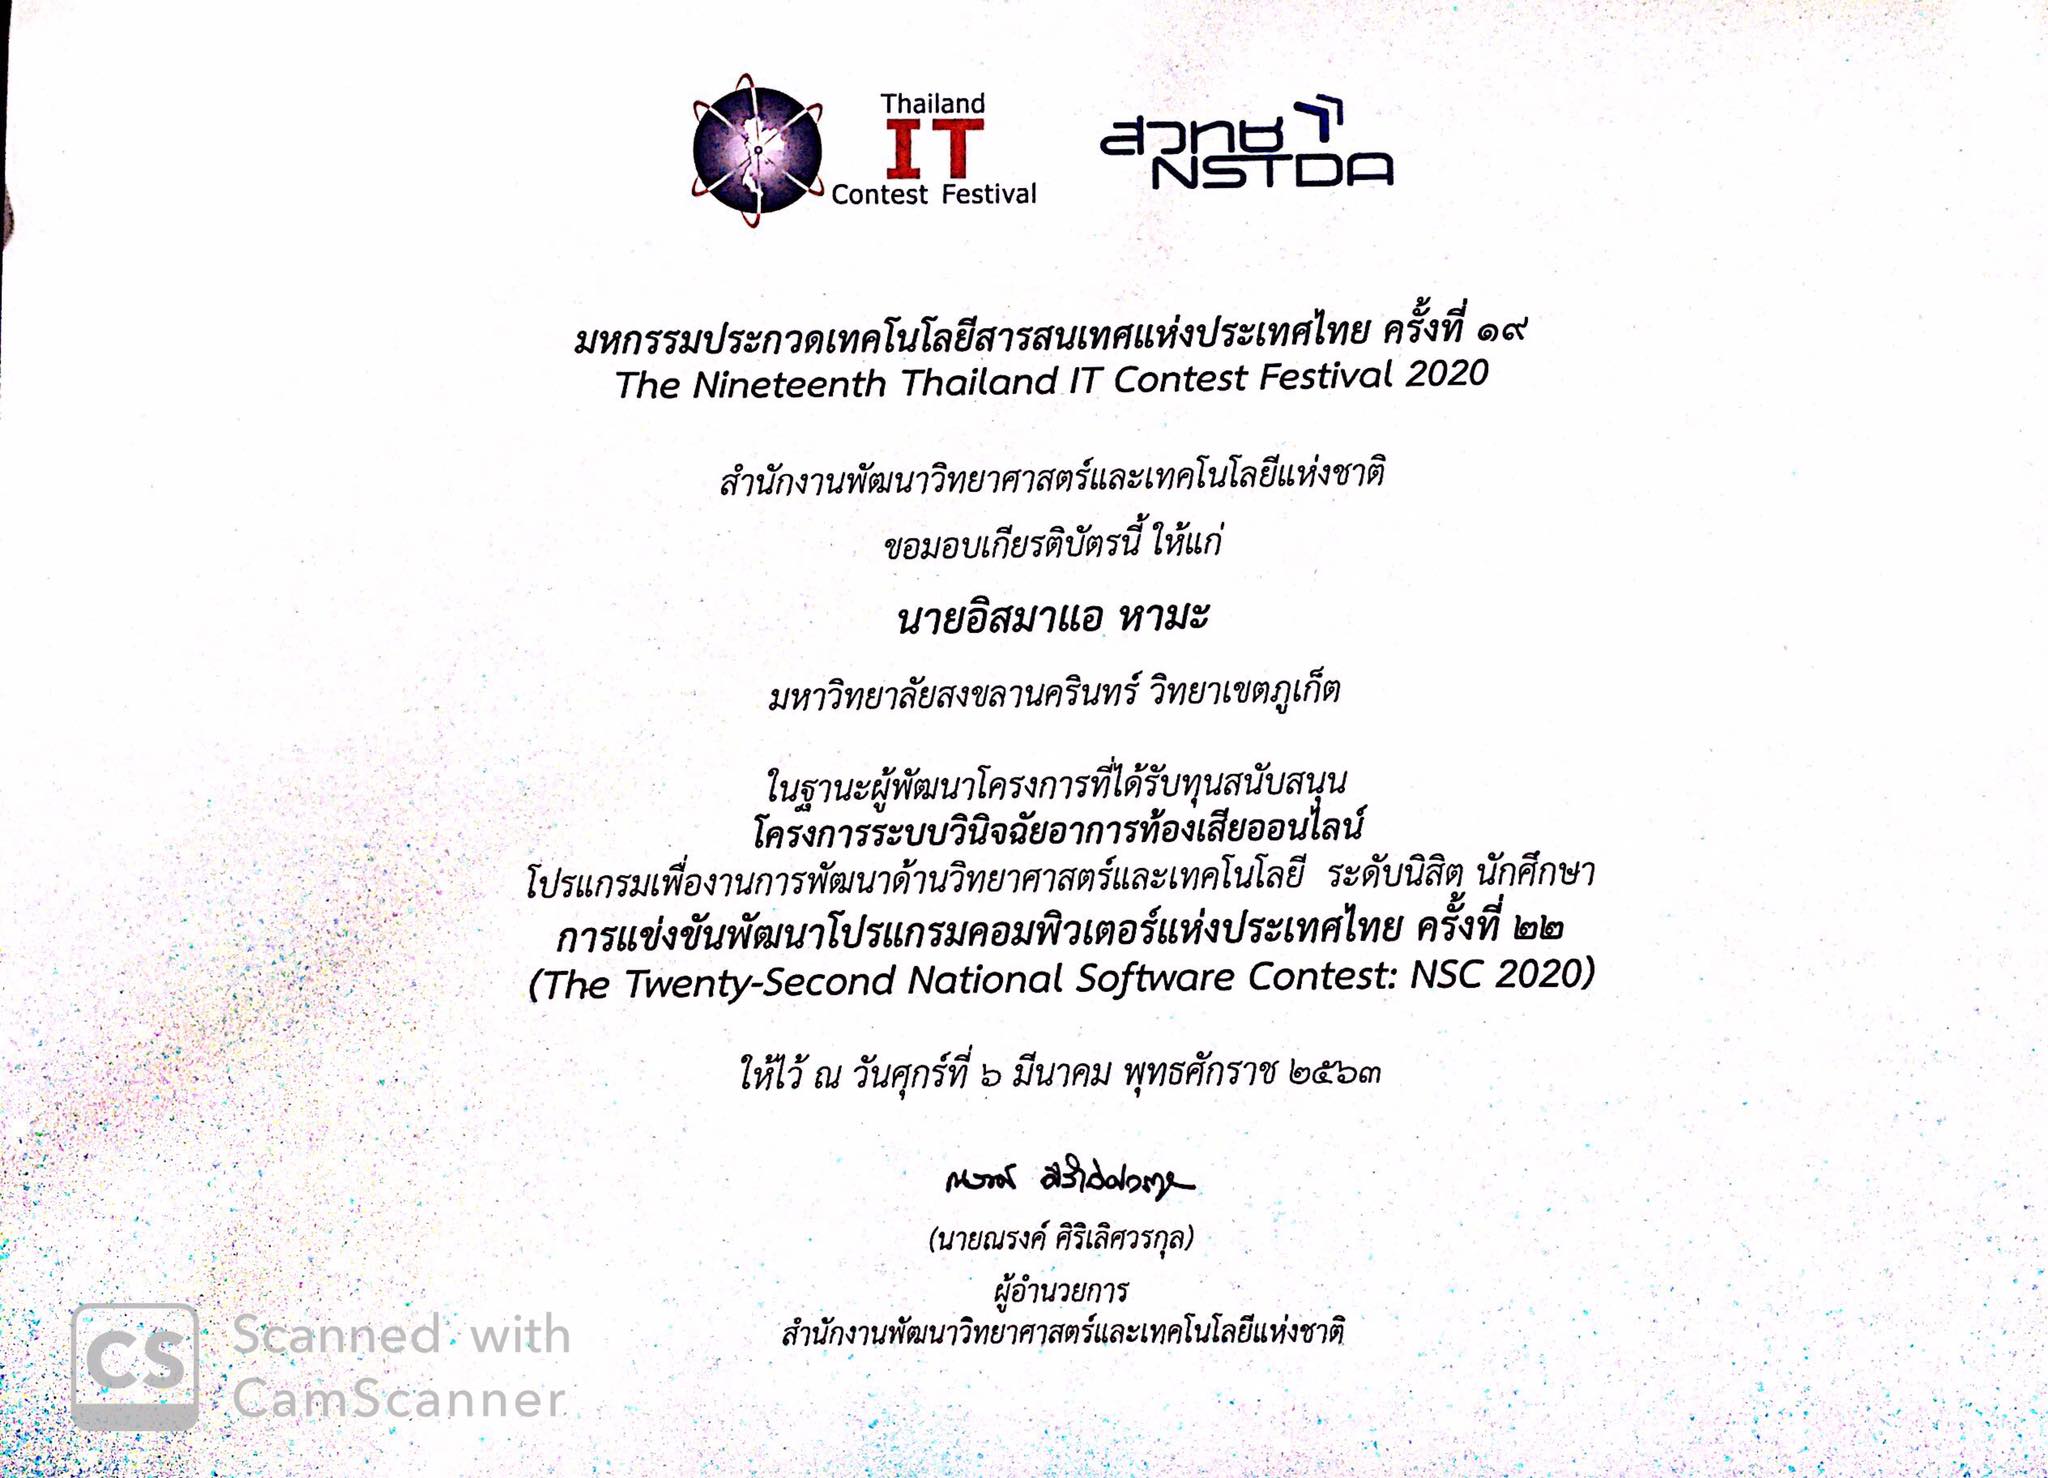 Thailand
IT
Contest Festival
สวทช
NSTDA
มหกรรมประกวดเทคโนโลยีสารสนเทศแห่งประเทศไทย ครั้งที่ ๑๙
The Nineteenth Thailand IT Contest Festival 2020
สำนักงานพัฒนาวิทยาศาสตร์และเทคโนโลยีแห่งชาติ
ขอมอบเกียรติบัตรนี้ ให้แก่
นายอิสมาแอ หามะ
มหาวิทยาลัยสงขลานครินทร์ วิทยาเขตภูเก็ต
ในฐานะผู้พัฒนาโครงการที่ได้รับทุนสนับสนุน
โครงการระบบวินิจฉัยอาการท้องเสียออนไลน์
โปรแกรมเพื่องานการพัฒนาด้านวิทยาศาสตร์และเทคโนโลยี ระดับนิสิต นักศึกษา
การแข่งขันพัฒนาโปรแกรมคอมพิวเตอร์แห่งประเทศไทย ครั้งที่ ๒๒
(The Twenty-Second National Software Contest: NSC 2020)
ให้ไว้ ณ วันศุกร์ที่ ๖ มีนาคม พุทธศักราช ๒๕๖๓
(นายณรงค์ ศิริเลิศวรกุล)
ผู้อำนวยการ
สำนักงานพัฒนาวิทยาศาสตร์และเทคโนโลยีแห่งชาติ
CS
Scanned with
CamScanner